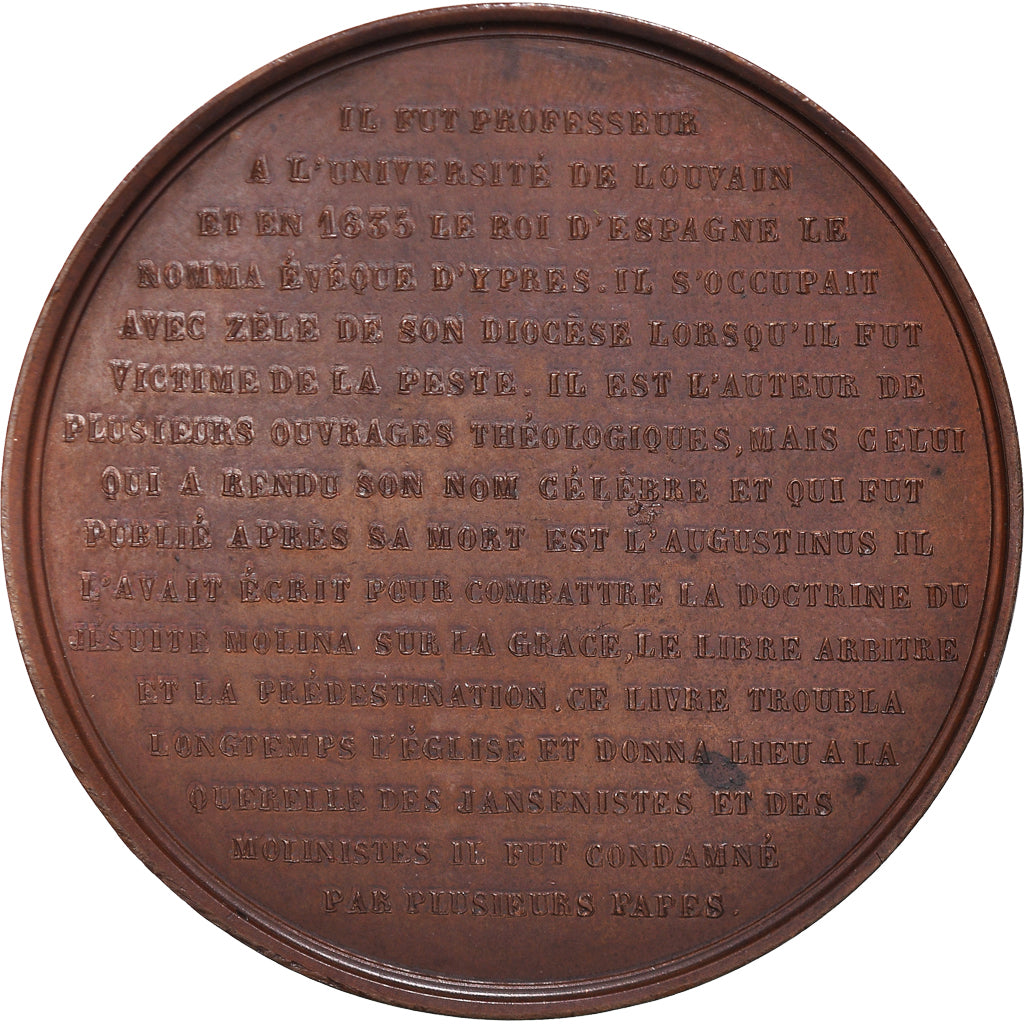 IL FUT PROFESSEUR
A L'UNIVERSITÉ DE LOUVAIN
ET EN 1635 LE ROI D'ESPAGNE LE
NOMMA ÉVÉQUE D'YPRES. IL S'OCCUPAIT
AVEC ZÈLE DE SON DIOCÈSE LORSQU'IL FUT
VICTIME DE LA PESTE. IL EST L'AUTEUR DE
PLUSIEURS OUVRAGES THÉOLOGIQUES, MAIS CELUI
QUI A RENDU SON NOM CÉLÈBRE ET QUI FUT
PUBLIÉ APRÈS SA MORT EST L'AUGUSTINUS IL
L'AVAIT ÉCRIT POUR COMBATTRE LA DOCTRINE DU
JÉSUITE MOLINA SUR LA GRACE, LE LIBRE ARBITRE
ET LA PRÉDESTINATION, CE LIVRE TROUBLA
LONGTEMPS L'ÉGLISE ET DONNA LIEU A LA
QUERELLE DES JANSENISTES ET DES
MOLINISTES IL FUT CONDAMNÉ
PAR PLUSIEURS PAPES.